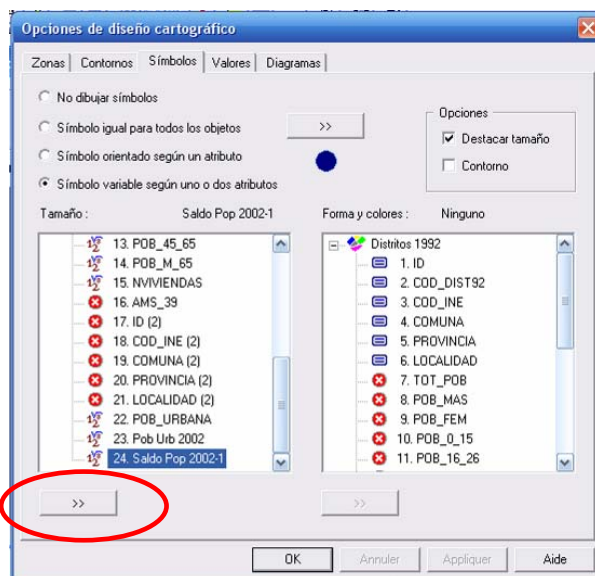 Opciones de diseño cartográfico
Zonas Contornos Símbolos Valores Diagramas
No dibujar símbolos
Símbolo igual para todos los objetos
>>
Símbolo orientado según un atributo
Símbolo variable según uno o dos atributos
Opciones
Destacar tamaño
Contorno
Tamaño : Saldo Pop 2002-1
13. POB_45_65
14. POB_M_65
15. NVIVIENDAS
16. AMS_39
17. ID (2)
18. COD_INE (2)
19. COMUNA (2)
20. PROVINCIA (2)
21. LOCALIDAD (2)
22. POB_URBANA
23. Pob Urb 2002
24. Saldo Pop 2002-1
>>
Forma y colores : Ninguno
Distritos 1992
1. ID
2. COD_DIST92
3. COD_INE
4. COMUNA
5. PROVINCIA
6. LOCALIDAD
7. TOT_POB
8. POB_MAS
9. POB_FEM
10. POB_0_15
11. POB_16_26
>>
OK Annuler Appliquer Aide